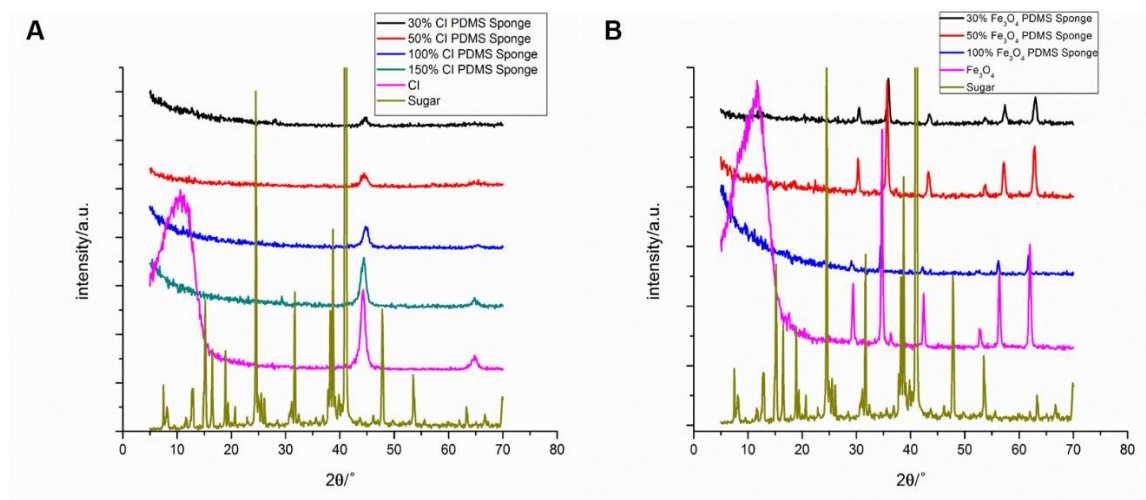 A
30% CI PDMS Sponge
50% CI PDMS Sponge
100% CI PDMS Sponge
150% CI PDMS Sponge
CI
Sugar
intensity/a.u.
0 10 20 30 40 50 60 70 80
2θ/°
B
30% Fe₃O₄ PDMS Sponge
50% Fe₃O₄ PDMS Sponge
100% Fe₃O₄ PDMS Sponge
Fe₃O₄
Sugar
intensity/a.u.
0 10 20 30 40 50 60 70 80
2θ/°